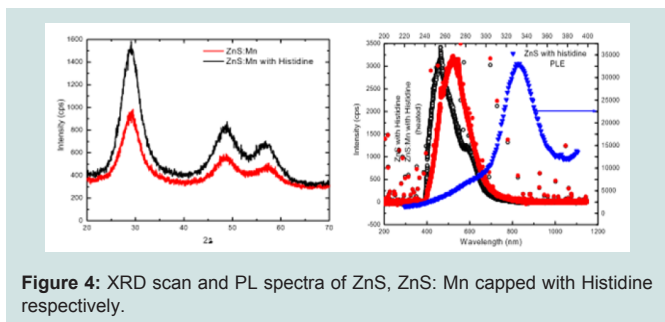 1600
1400
1200
1000
800
600
400
200
0
20 30 40 50 60 70
Intensity (cps)
2
ZnS:Mn
ZnS:Mn with Histidine
200 220 240 260 280 300 320 340 360 380 400
3500
3000
2500
2000
1500
1000
500
0
-500
35000
30000
25000
20000
15000
10000
5000
0
200 400 600 800 1000 1200
Intensity (cps)
Wavelength (nm)
ZnS with Histidine
ZnS:Mn with Histidine
(heated)
ZnS with histidine
PLE
Figure 4: XRD scan and PL spectra of ZnS, ZnS: Mn capped with Histidine
respectively.